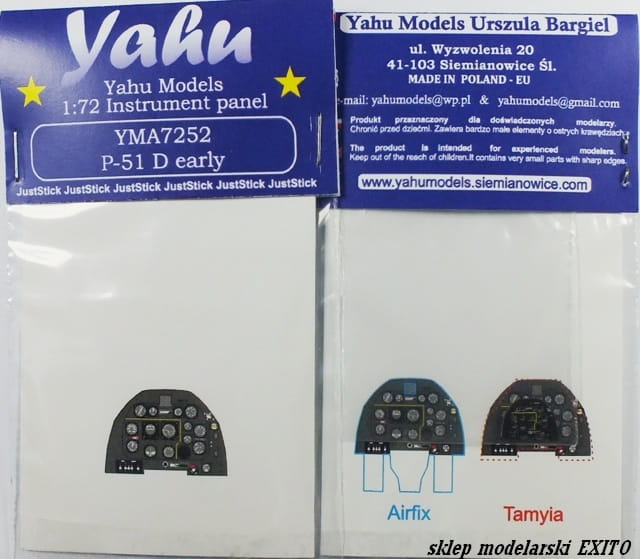 Yahu
Yahu Models
1:72 Instrument panel
YMA7252
P-51 D early
JustStick JustStick JustStick JustStick JustStick JustStick
Yahu Models Urszula Bargiel
ul. Wyzwolenia 20
41-103 Siemianowice Śl.
MADE IN POLAND - EU
e-mail: yahumodels@wp.pl & yahumodels@gmail.com
Produkt przeznaczony dla doświadczonych modelarzy.
Chronić przed dziećmi. Zawiera bardzo małe elementy o ostrych krawędziach
The product is intended for experienced modelers.
Keep out of the reach of children.It contains very small parts with sharp edges.
www.yahumodels.siemianowice.com
Airfix
Tamyia
sklep modelarski EXITO